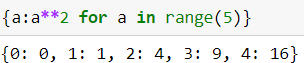 {a:a**2 for a in range(5)}
{0: 0, 1: 1, 2: 4, 3: 9, 4: 16}